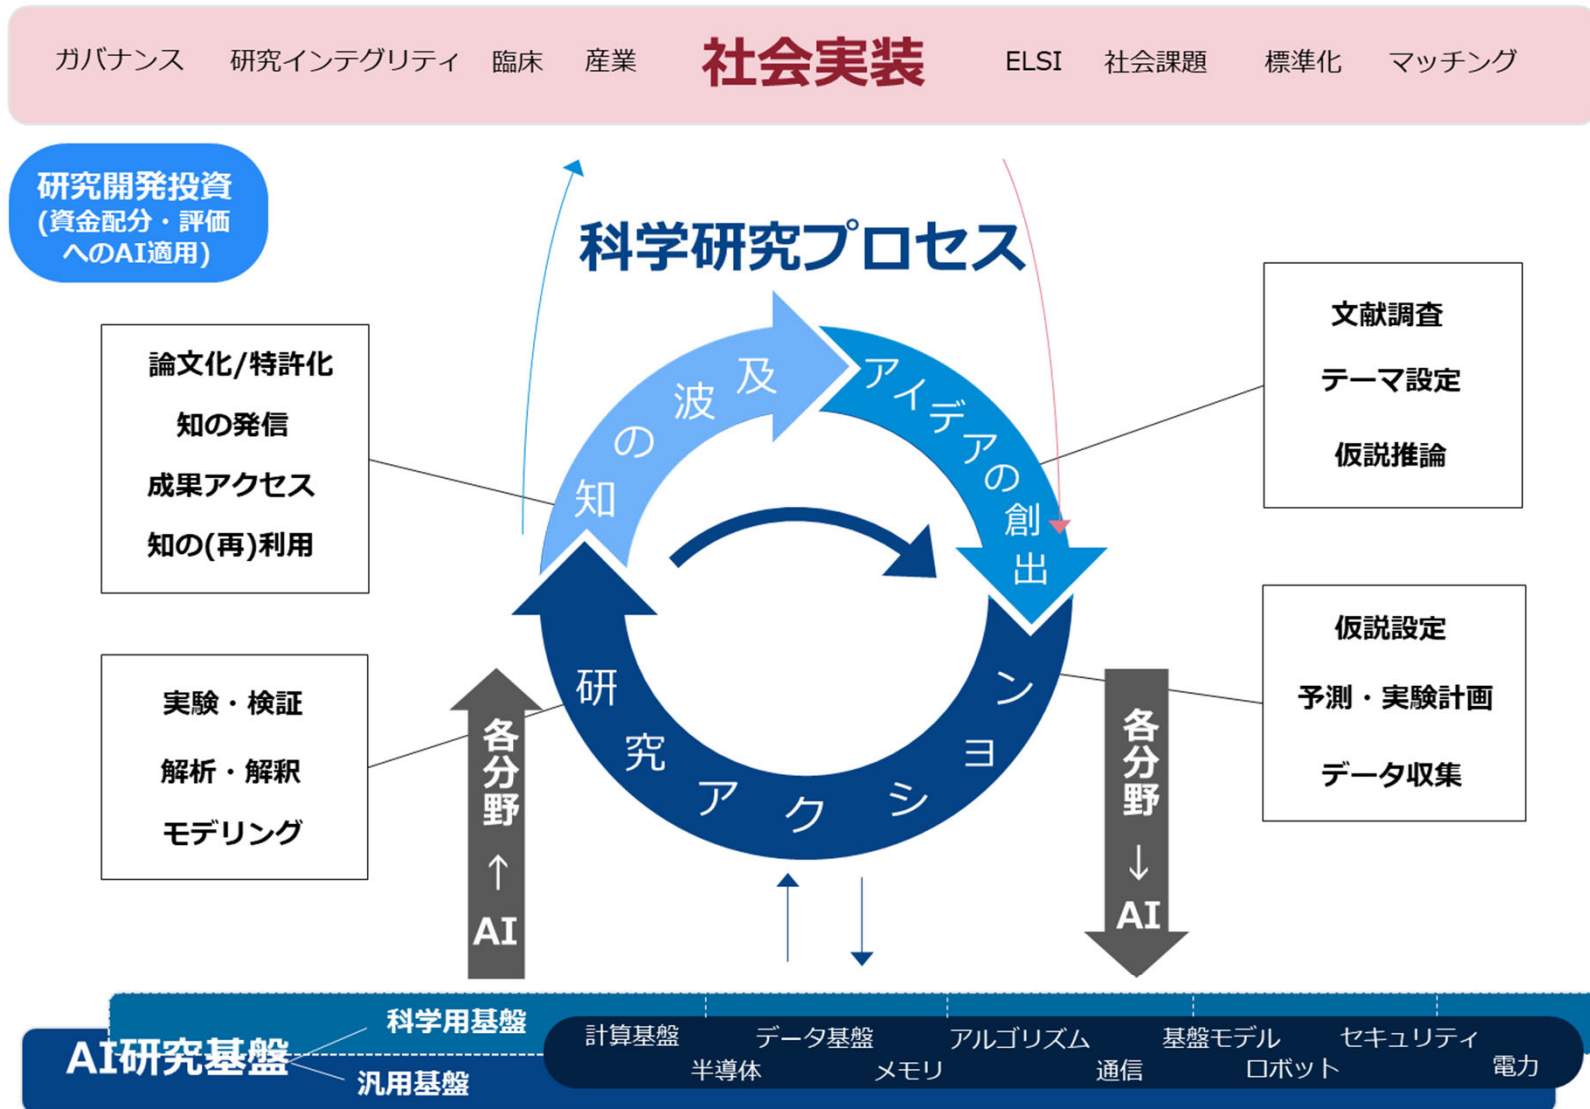 ガバナンス 研究インテグリティ 臨床 産業 社会実装 ELSI 社会課題 標準化 マッチング
研究開発投資
(資金配分・評価
へのAI適用)
科学研究プロセス
知の波及
アイデアの創出
研究アクション
論文化/特許化
知の発信
成果アクセス
知の(再)利用
文献調査
テーマ設定
仮説推論
実験・検証
解析・解釈
モデリング
仮説設定
予測・実験計画
データ収集
各分野
↑
AI
各分野
↓
AI
AI研究基盤
科学用基盤
汎用基盤
計算基盤 データ基盤 アルゴリズム 基盤モデル セキュリティ
半導体 メモリ 通信 ロボット 電力